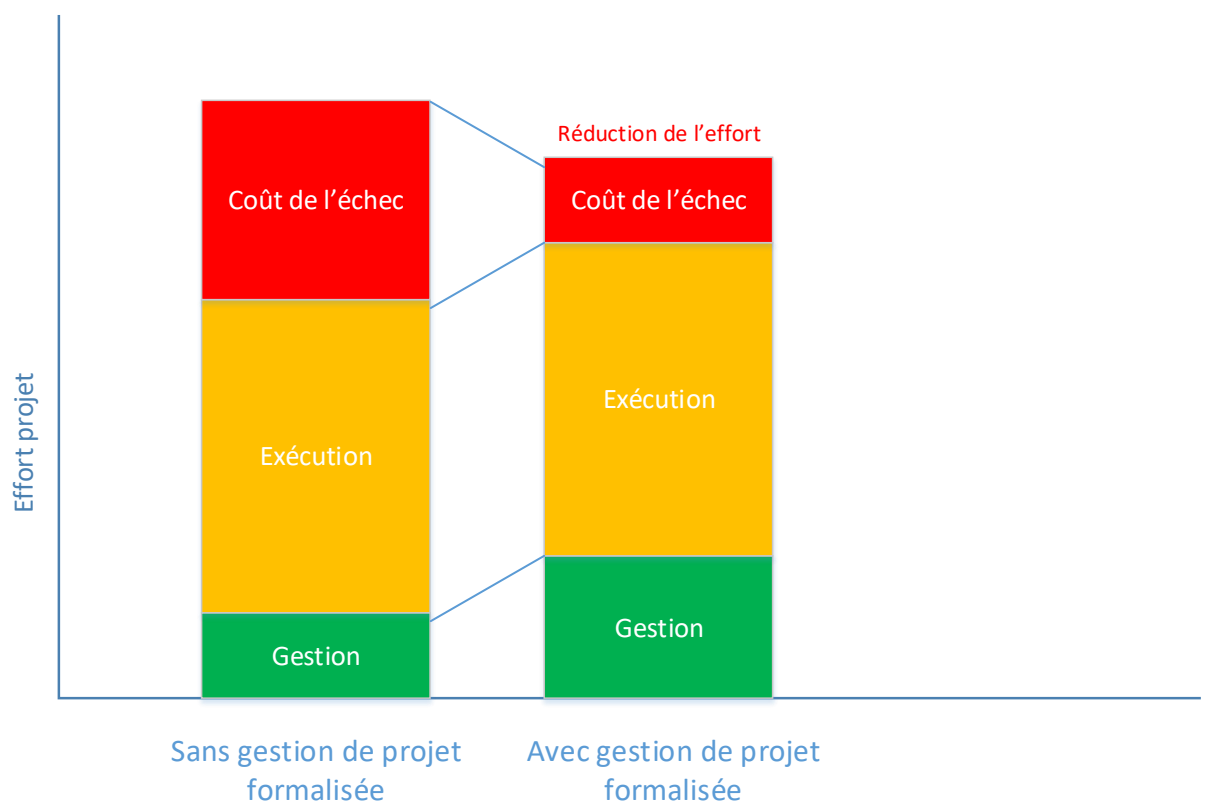 Réduction de l’effort
Coût de l’échec
Coût de l’échec
Exécution
Exécution
Gestion
Gestion
Effort projet
Sans gestion de projet
formalisée
Avec gestion de projet
formalisée